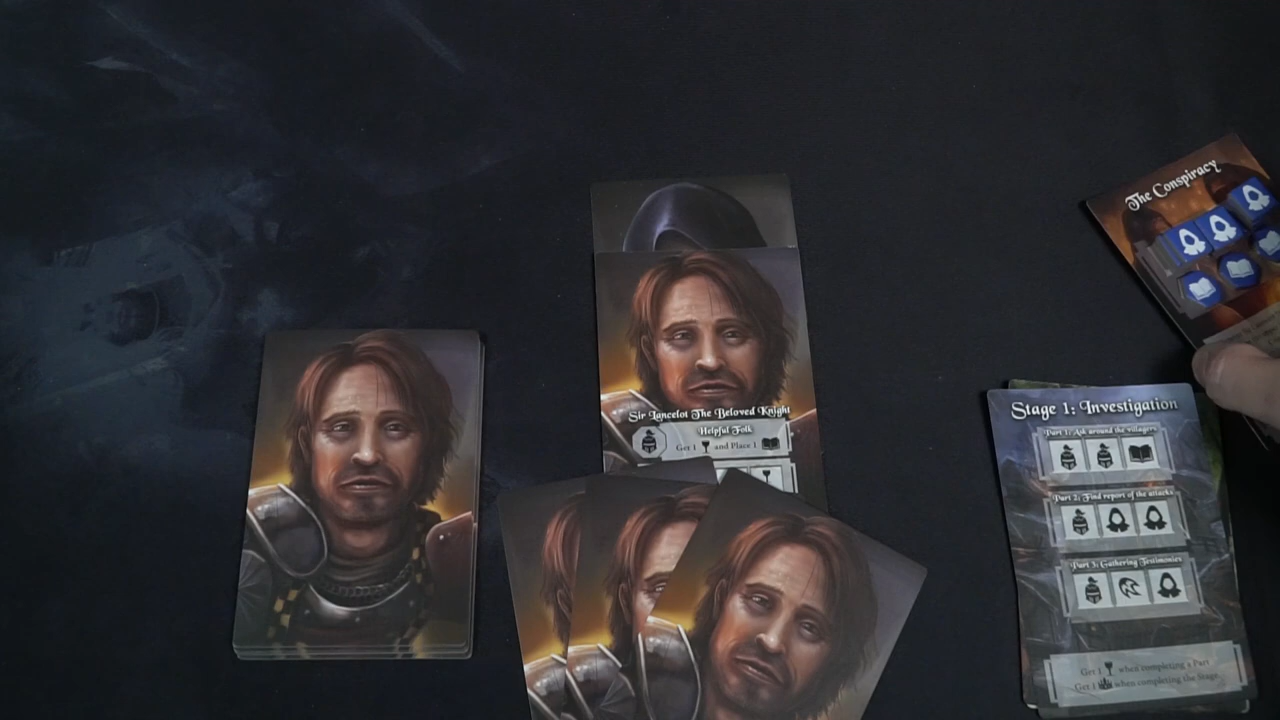 The Conspiracy
Sir Lancelot The Beloved Knight
Helpful Folk
Get 1 and Place 1
Stage 1: Investigation
Part 1: Ask around the villagers
Part 2: Find report of the attacks
Part 3: Gathering Testimonies
Get 1 when completing a Part
Get 1 when completing the Stage